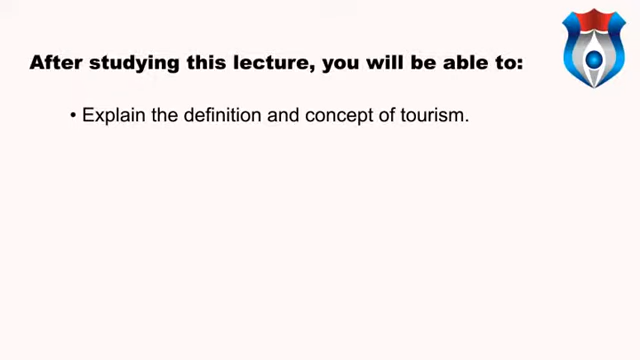 After studying this lecture, you will be able to:
• Explain the definition and concept of tourism.